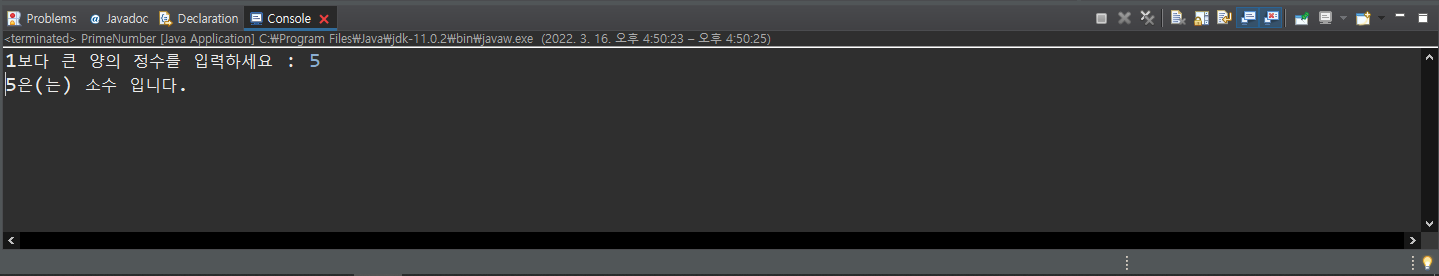 Problems @ Javadoc Declaration Console
<terminated> PrimeNumber [Java Application] C:₩Program Files₩Java₩jdk-11.0.2₩bin₩javaw.exe (2022. 3. 16. 오후 4:50:23 – 오후 4:50:25)
1보다 큰 양의 정수를 입력하세요 : 5
5은(는) 소수 입니다.